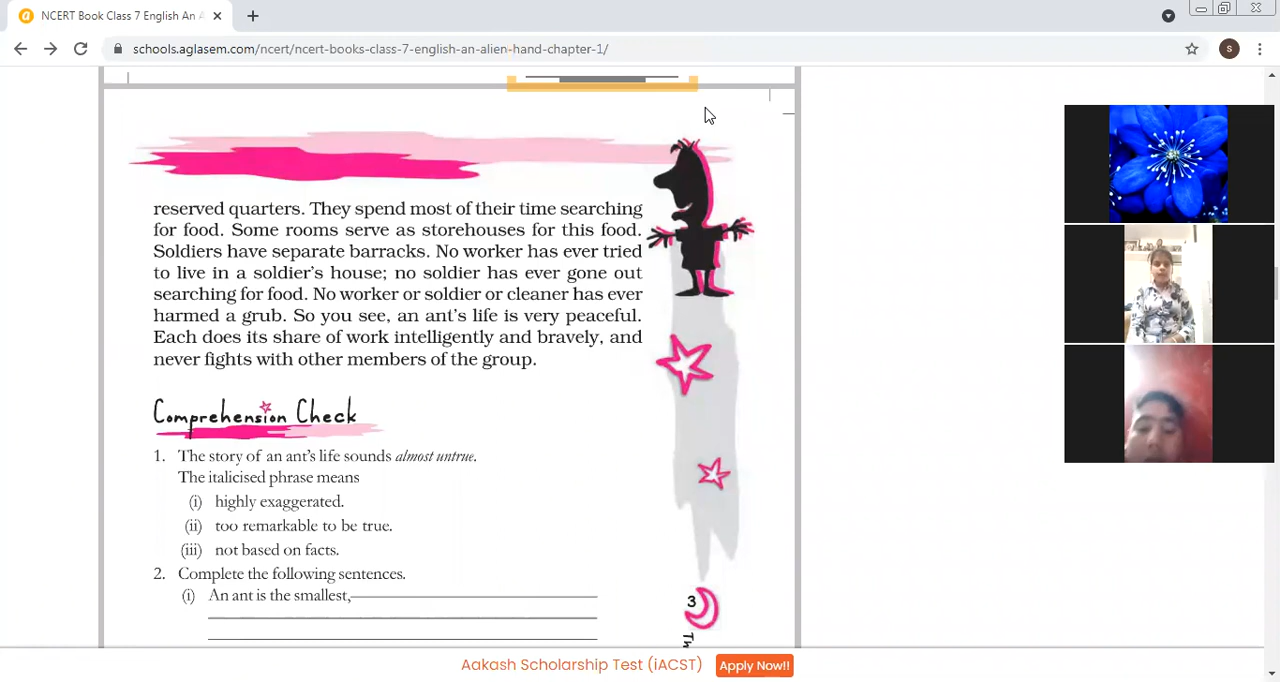 NCERT Book Class 7 English An A
schools.aglasem.com/ncert/ncert-books-class-7-english-an-alien-hand-chapter-1/
S
reserved quarters. They spend most of their time searching
for food. Some rooms serve as storehouses for this food.
Soldiers have separate barracks. No worker has ever tried
to live in a soldier's house; no soldier has ever gone out
searching for food. No worker or soldier or cleaner has ever
harmed a grub. So you see, an ant's life is very peaceful.
Each does its share of work intelligently and bravely, and
never fights with other members of the group.
Comprehension Check
1. The story of an ant's life sounds almost untrue.
The italicised phrase means
(i) highly exaggerated.
(ii) too remarkable to be true.
(iii) not based on facts.
2. Complete the following sentences.
(i) An ant is the smallest,
3
Th
Aakash Scholarship Test (iACST) Apply Now!!